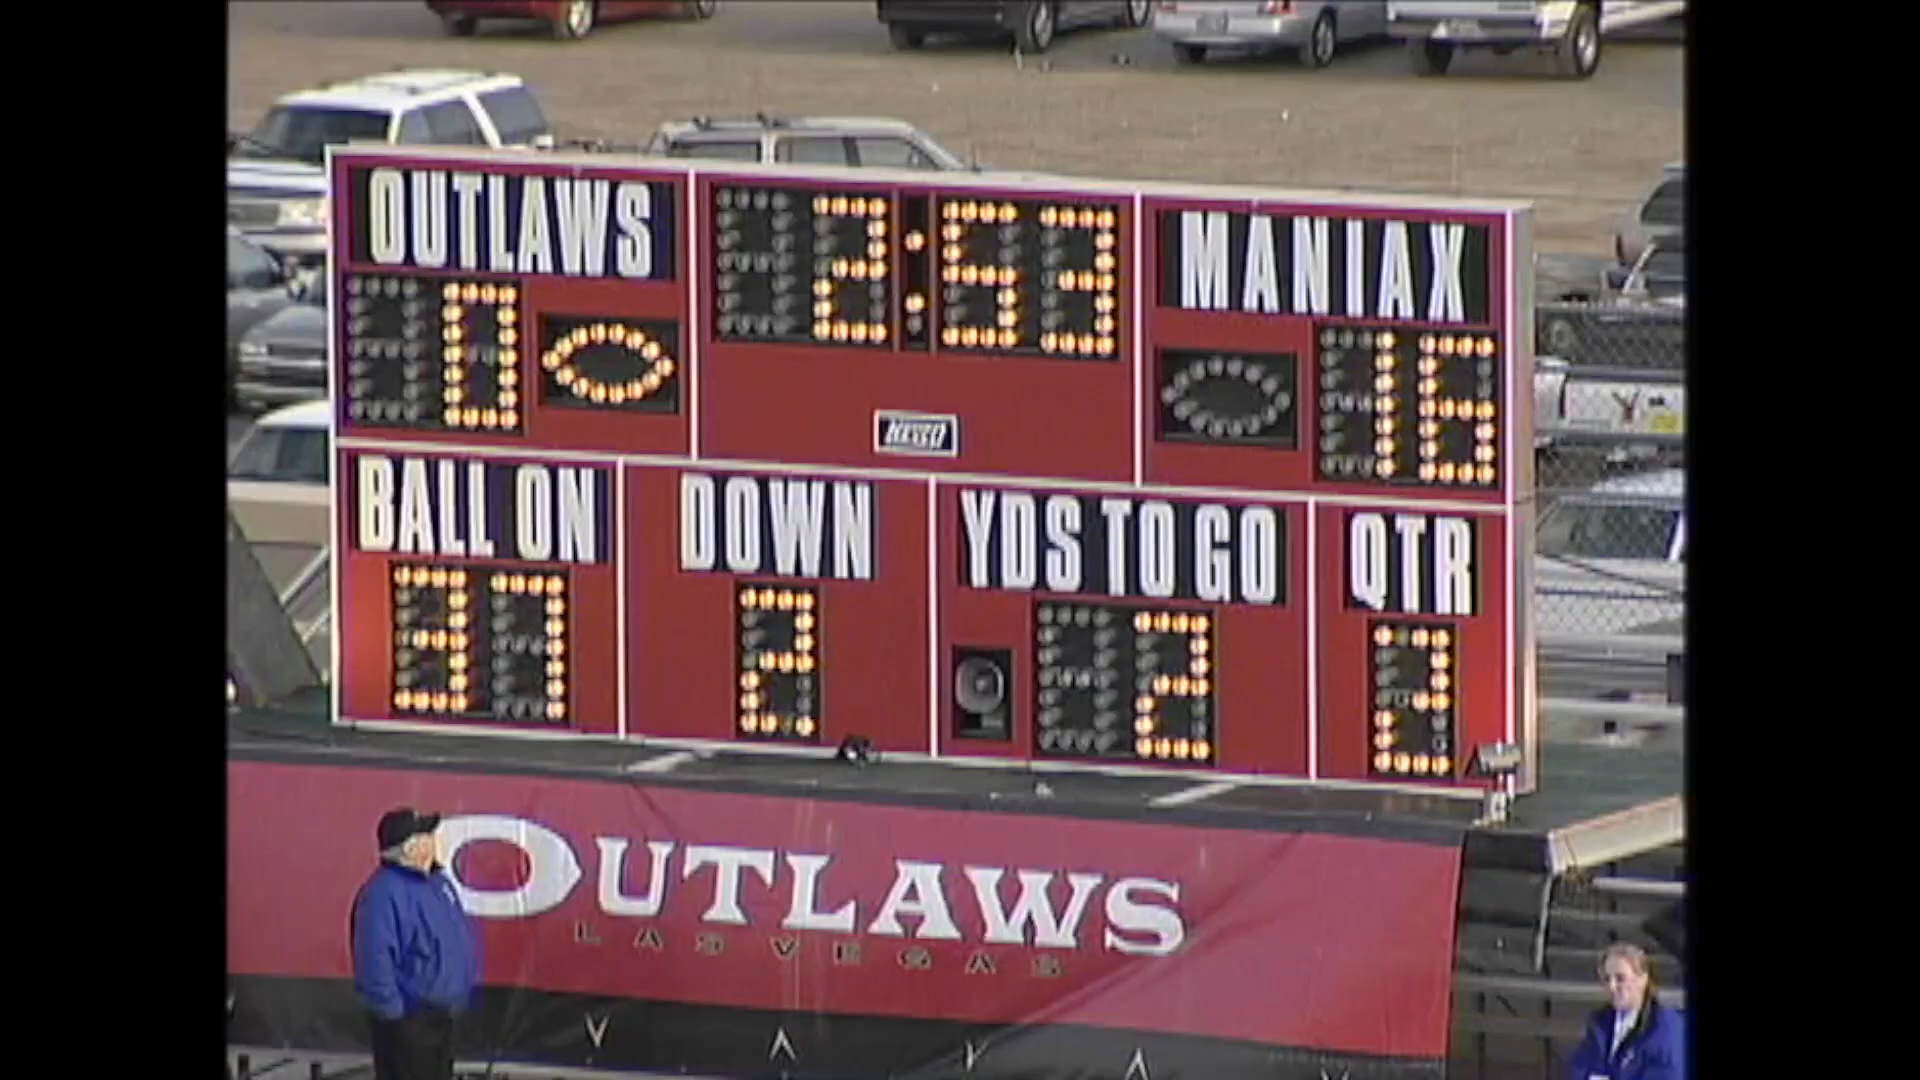 OUTLAWS 2:53 MANIAX
0 16
BALL ON DOWN YDS TO GO QTR
37 2 2 2
OUTLAWS
LAS VEGAS